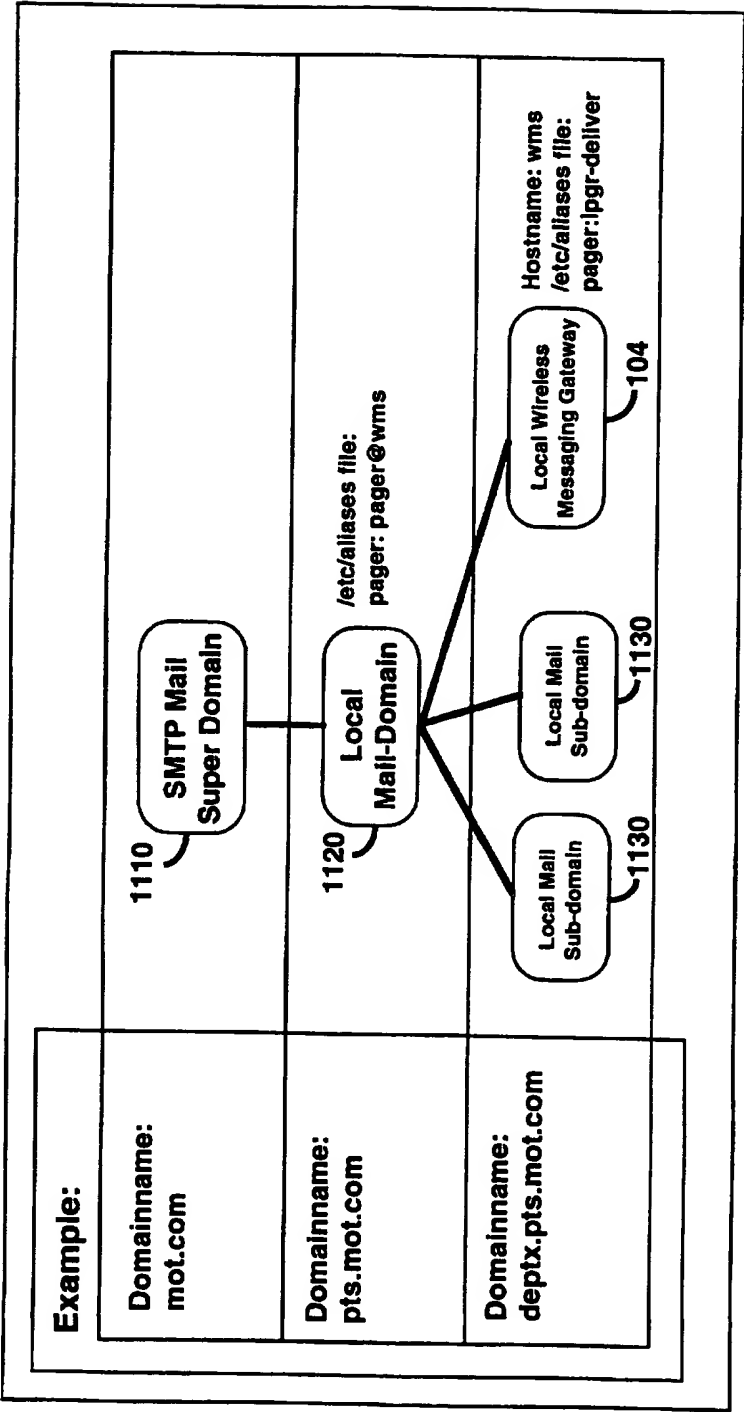 Example:
Domainname:
mot.com
1110
SMTP Mail
Super Domain
Domainname:
pts.mot.com
1120
Local
Mail-Domain
/etc/aliases file:
pager: pager@wms
Domainname:
deptx.pts.mot.com
Local Mail
Sub-domain
1130
Local Mail
Sub-domain
1130
Local Wireless
Messaging Gateway
104
Hostname: wms
/etc/aliases file:
pager:lpgr-deliver